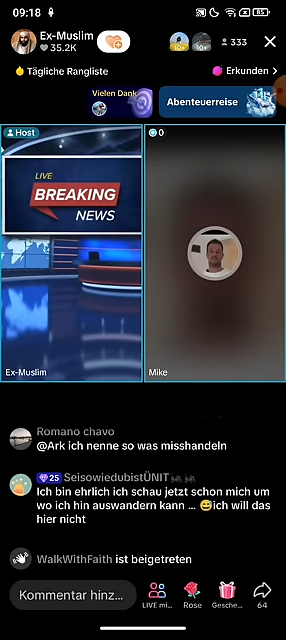 09:18
65
Ex-Muslim
35.2K
10+
10+
333
Tägliche Rangliste
Erkunden
Vielen Dank
Abenteuerreise
Host
0
LIVE
BREAKING
NEWS
Ex-Muslim
Mike
Romano chavo
@Ark ich nenne so was misshandeln
25 SeisowiedubistÜNIT
Ich bin ehrlich ich schau jetzt schon mich um
wo ich hin auswandern kann ... 😅ich will das
hier nicht
WalkWithFaith ist beigetreten
Kommentar hinz...
LIVE mi...
Rose
Gesche...
64